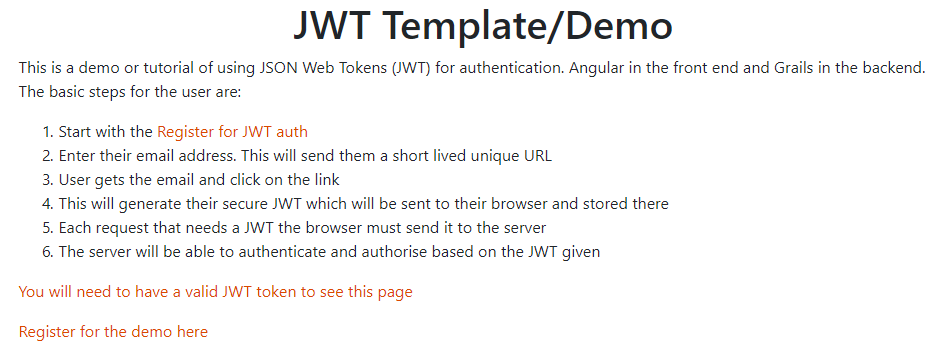 JWT Template/Demo
This is a demo or tutorial of using JSON Web Tokens (JWT) for authentication. Angular in the front end and Grails in the backend.
The basic steps for the user are:
1. Start with the Register for JWT auth
2. Enter their email address. This will send them a short lived unique URL
3. User gets the email and click on the link
4. This will generate their secure JWT which will be sent to their browser and stored there
5. Each request that needs a JWT the browser must send it to the server
6. The server will be able to authenticate and authorise based on the JWT given
You will need to have a valid JWT token to see this page
Register for the demo here